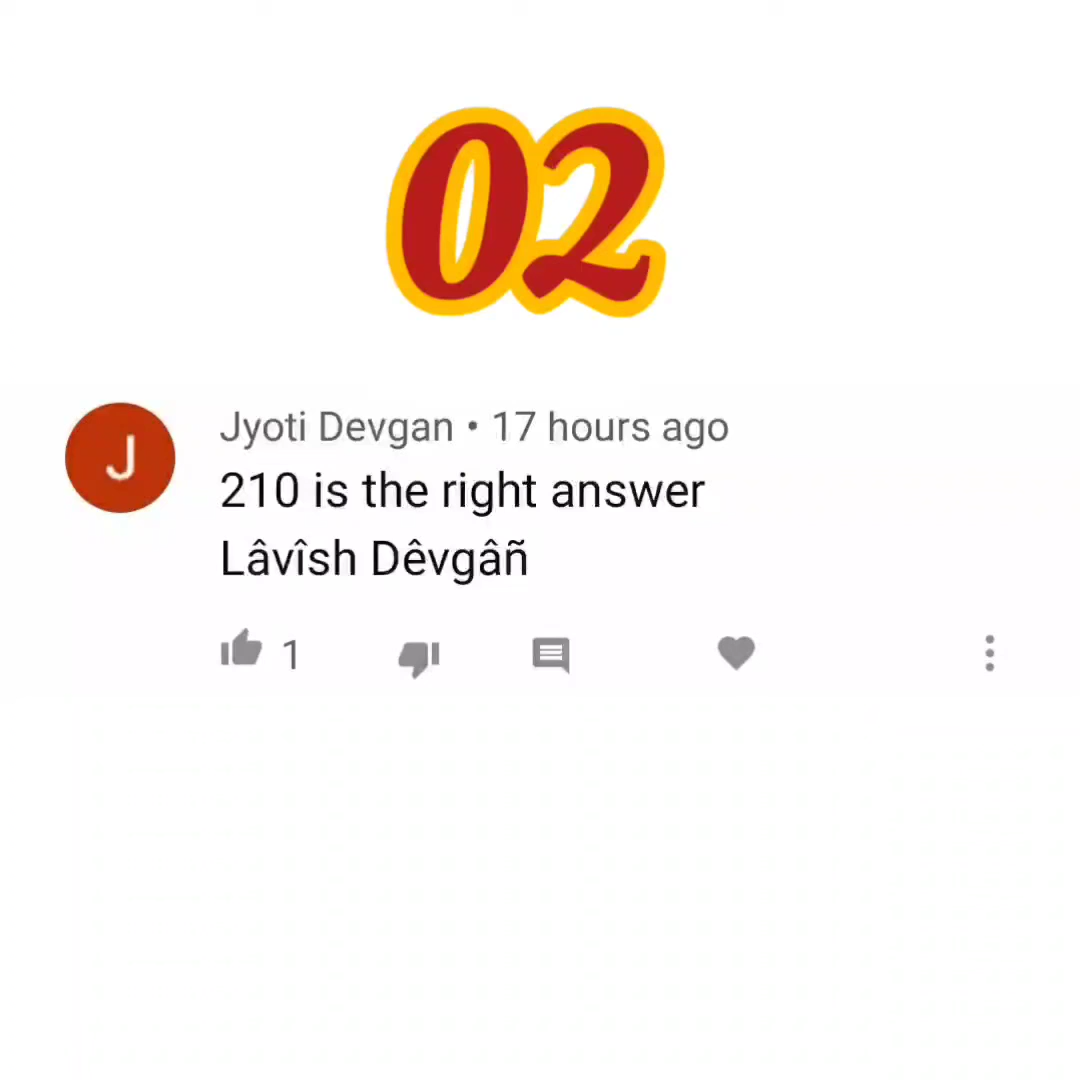 02
J
Jyoti Devgan • 17 hours ago
210 is the right answer
Lâvîsh Dêvgâñ
1